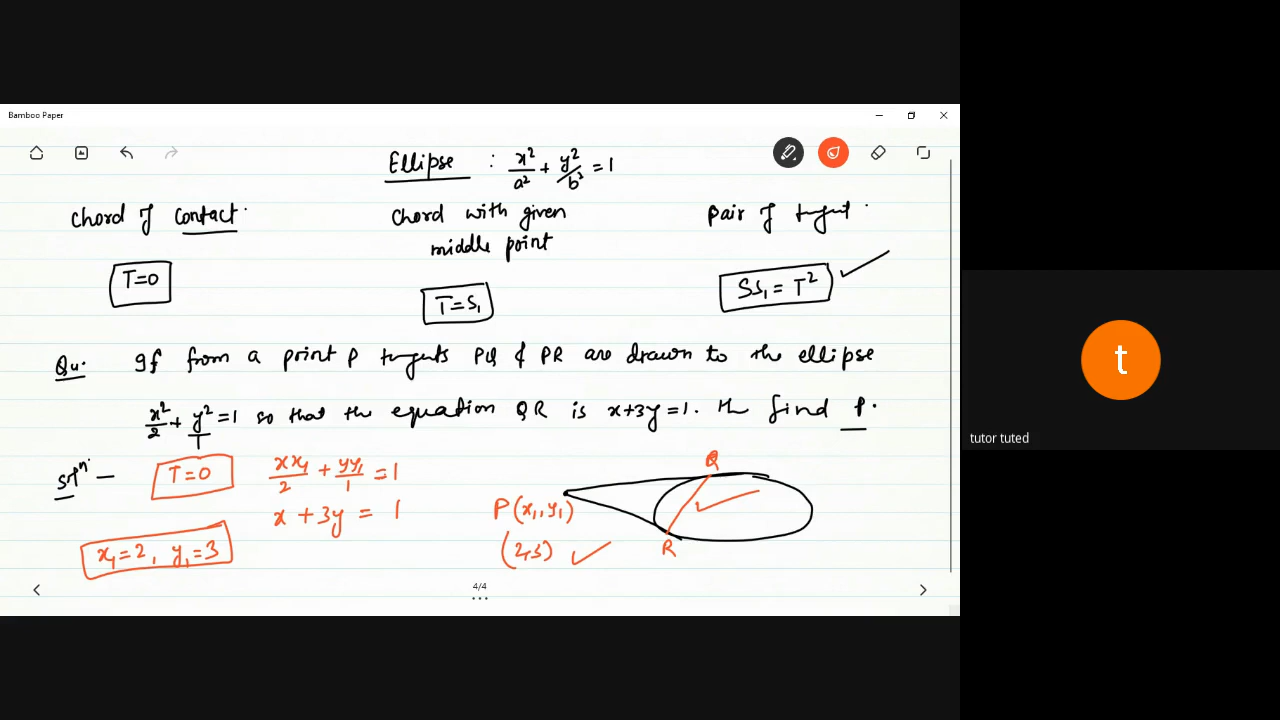 Bamboo Paper
Ellipse : x²/a² + y²/b² = 1
Chord of Contact.
Chord with given
middle point
Pair of tangent.
T=0
T=S₁
SS₁ = T²
Qu. If from a point P tangents PQ & PR are drawn to the ellipse
x²/2 + y²/1 = 1 so that the equation QR is x+3y=1. th find P.
Solⁿ —
T=0
xx₁/2 + yy₁/1 = 1
x + 3y = 1
x₁=2, y₁=3
Q
P(x₁,y₁)
(2,3)
R
4/4
t
tutor tuted